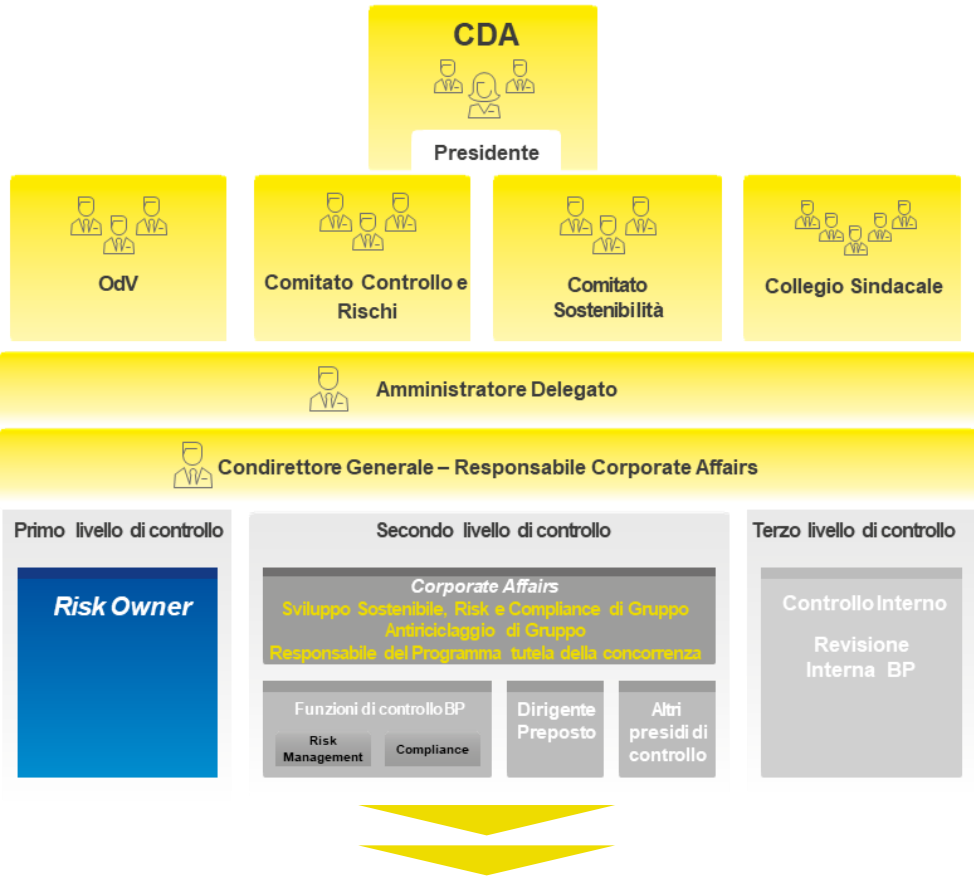 CDA
Presidente
OdV
Comitato Controllo e
Rischi
Comitato
Sostenibilità
Collegio Sindacale
Amministratore Delegato
Condirettore Generale – Responsabile Corporate Affairs
Primo livello di controllo
Risk Owner
Secondo livello di controllo
Corporate Affairs
Sviluppo Sostenibile, Risk e Compliance di Gruppo
Antiriciclaggio di Gruppo
Responsabile del Programma tutela della concorrenza
Funzioni di controllo BP
Risk
Management
Compliance
Dirigente
Preposto
Altri
presidi di
controllo
Terzo livello di controllo
Controllo Interno
Revisione
Interna BP